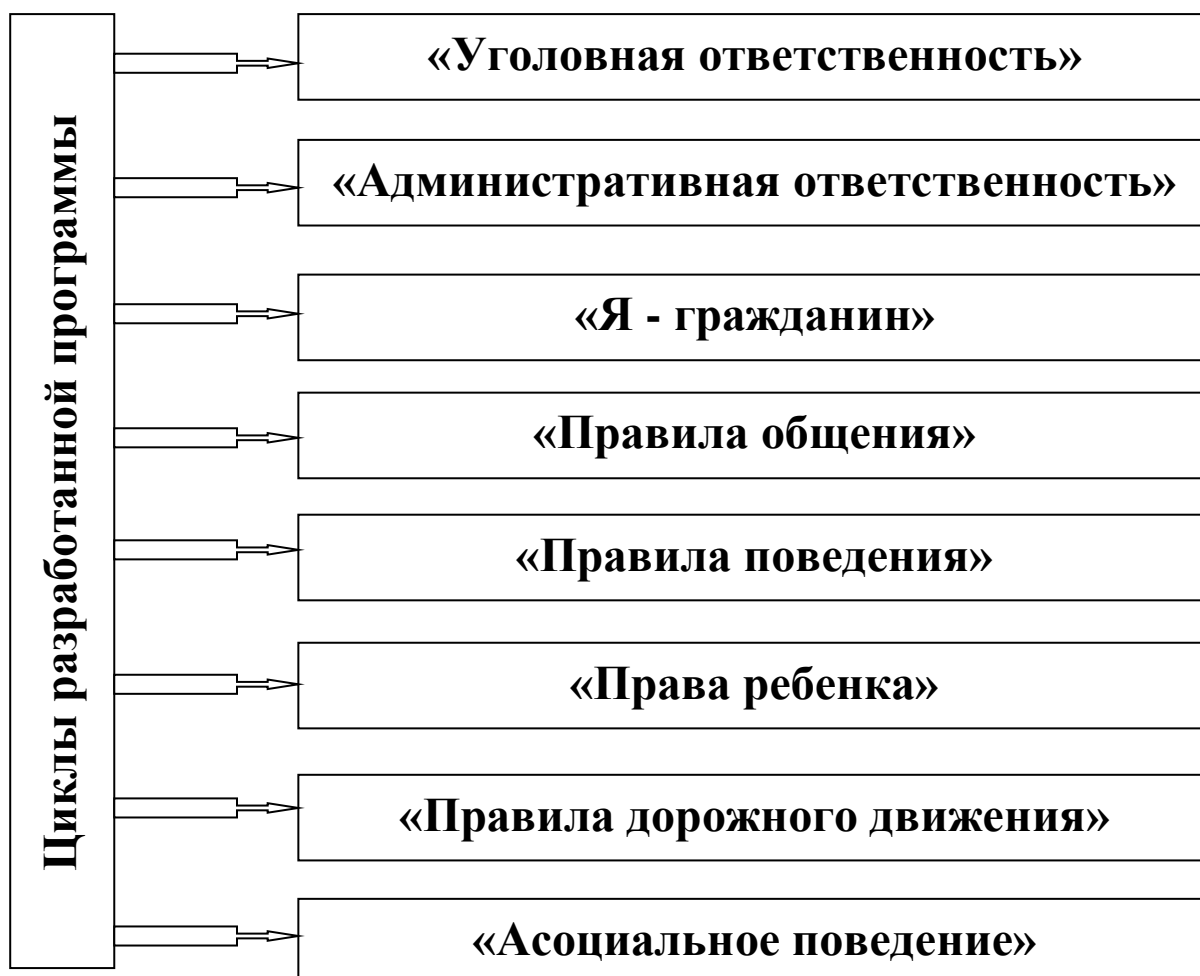 Циклы разработанной программы
«Уголовная ответственность»
«Административная ответственность»
«Я - гражданин»
«Правила общения»
«Правила поведения»
«Права ребенка»
«Правила дорожного движения»
«Асоциальное поведение»